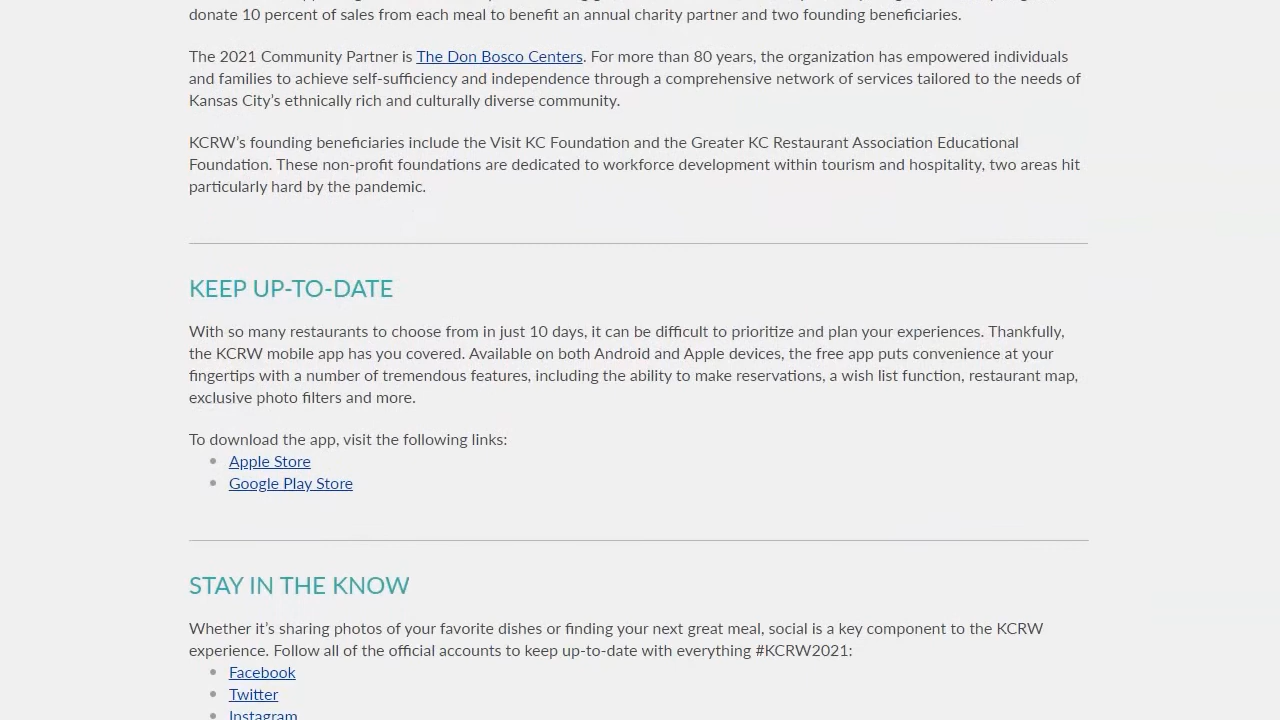 donate 10 percent of sales from each meal to benefit an annual charity partner and two founding beneficiaries.
The 2021 Community Partner is The Don Bosco Centers. For more than 80 years, the organization has empowered individuals
and families to achieve self-sufficiency and independence through a comprehensive network of services tailored to the needs of
Kansas City’s ethnically rich and culturally diverse community.
KCRW’s founding beneficiaries include the Visit KC Foundation and the Greater KC Restaurant Association Educational
Foundation. These non-profit foundations are dedicated to workforce development within tourism and hospitality, two areas hit
particularly hard by the pandemic.
KEEP UP-TO-DATE
With so many restaurants to choose from in just 10 days, it can be difficult to prioritize and plan your experiences. Thankfully,
the KCRW mobile app has you covered. Available on both Android and Apple devices, the free app puts convenience at your
fingertips with a number of tremendous features, including the ability to make reservations, a wish list function, restaurant map,
exclusive photo filters and more.
To download the app, visit the following links:
Apple Store
Google Play Store
STAY IN THE KNOW
Whether it’s sharing photos of your favorite dishes or finding your next great meal, social is a key component to the KCRW
experience. Follow all of the official accounts to keep up-to-date with everything #KCRW2021:
Facebook
Twitter
Instagram